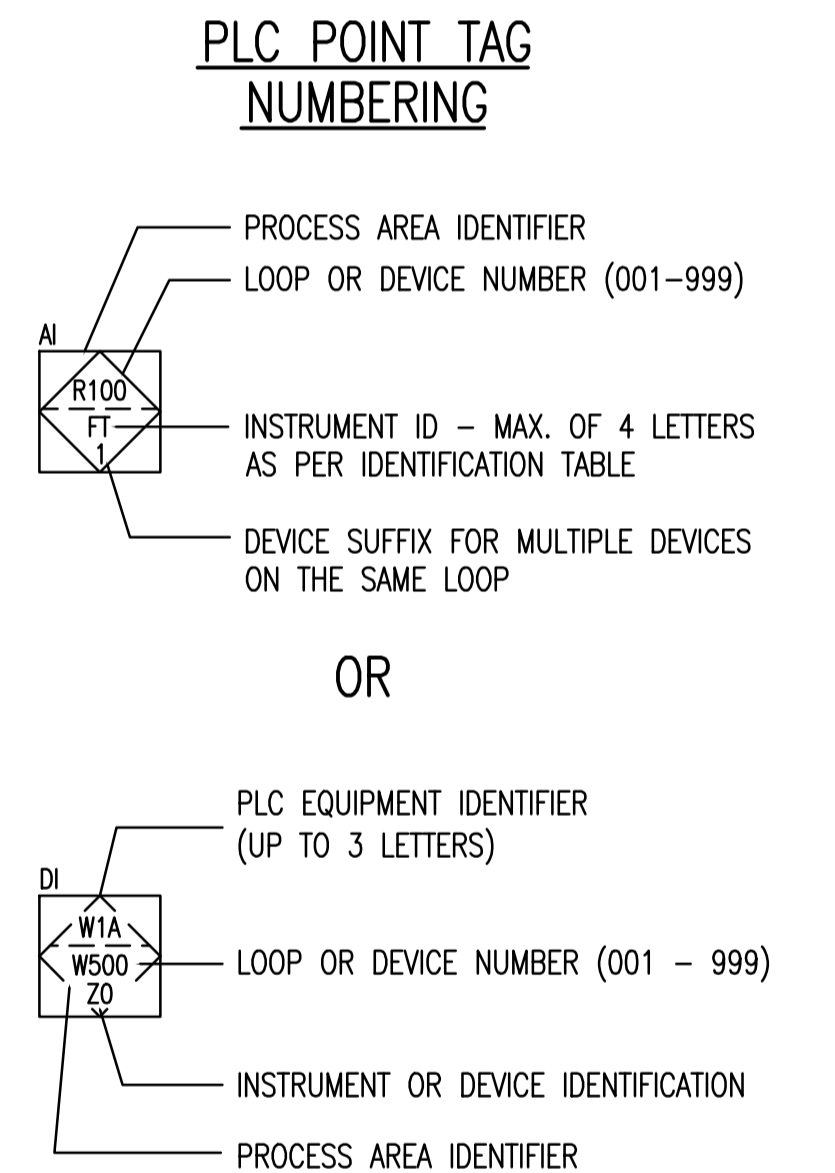 PLC POINT TAG
NUMBERING
PROCESS AREA IDENTIFIER
LOOP OR DEVICE NUMBER (001-999)
AI
R100
FT
1
INSTRUMENT ID - MAX. OF 4 LETTERS
AS PER IDENTIFICATION TABLE
DEVICE SUFFIX FOR MULTIPLE DEVICES
ON THE SAME LOOP
OR
PLC EQUIPMENT IDENTIFIER
(UP TO 3 LETTERS)
DI
W1A
W500
ZO
LOOP OR DEVICE NUMBER (001 - 999)
INSTRUMENT OR DEVICE IDENTIFICATION
PROCESS AREA IDENTIFIER